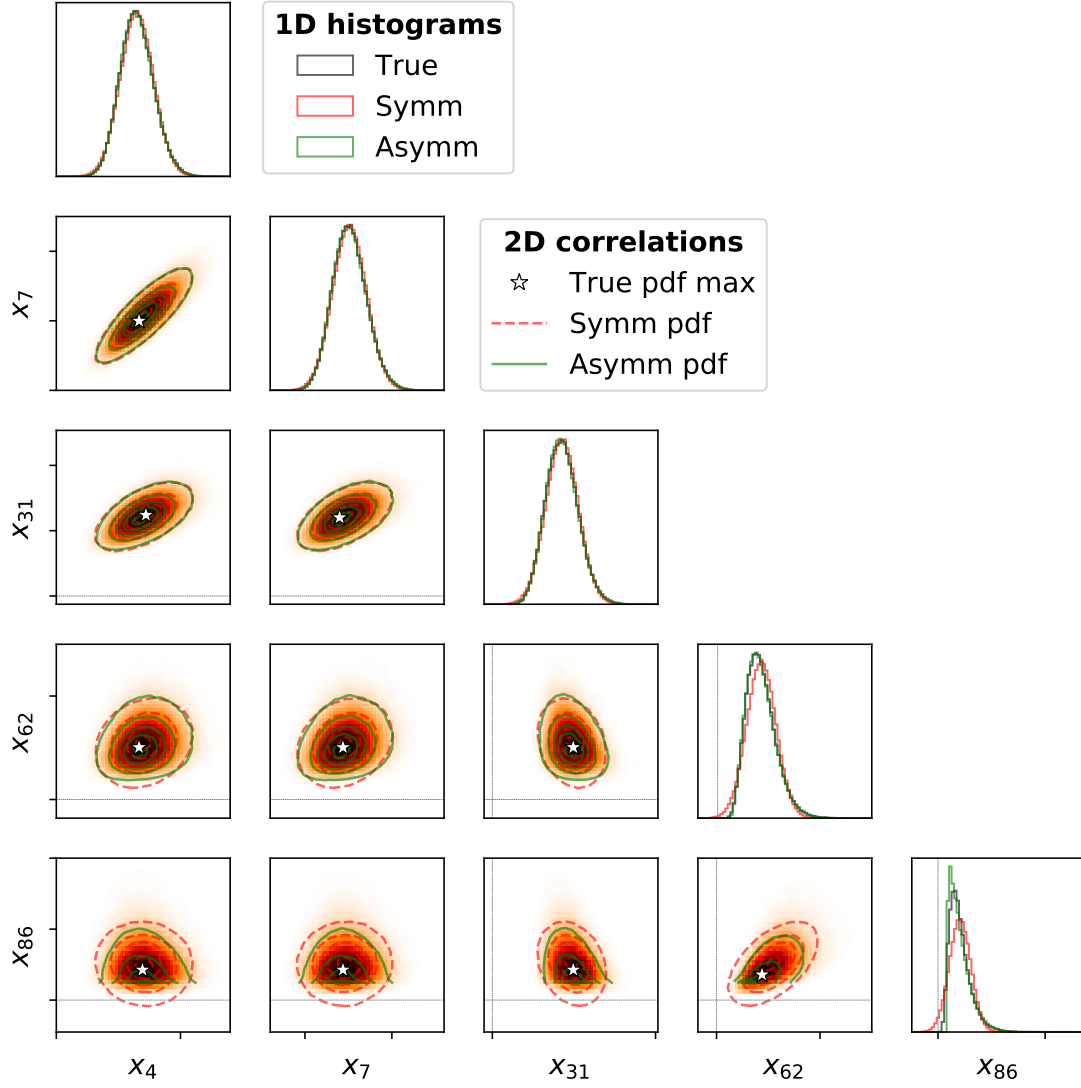 1D histograms
True
Symm
Asymm
x7
2D correlations
True pdf max
Symm pdf
Asymm pdf
x31
x62
x86
x4
x7
x31
x62
x86